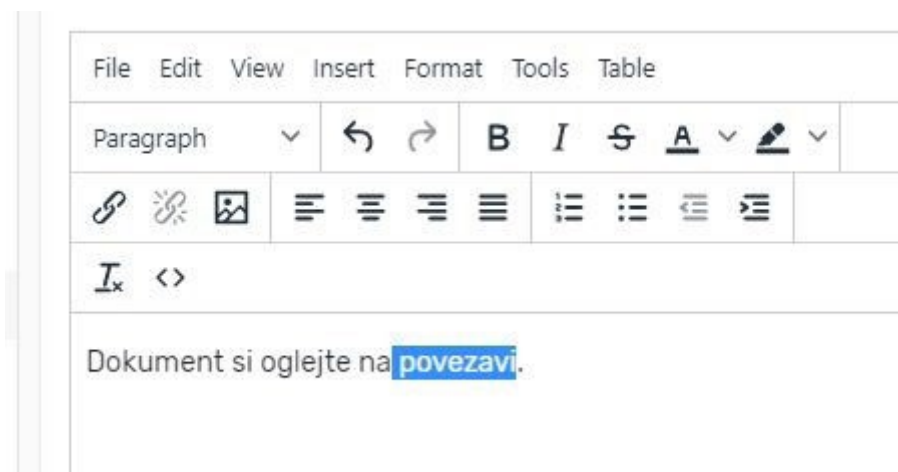 File Edit View Insert Format Tools Table
Paragraph B I S A
Dokument si oglejte na povezavi.